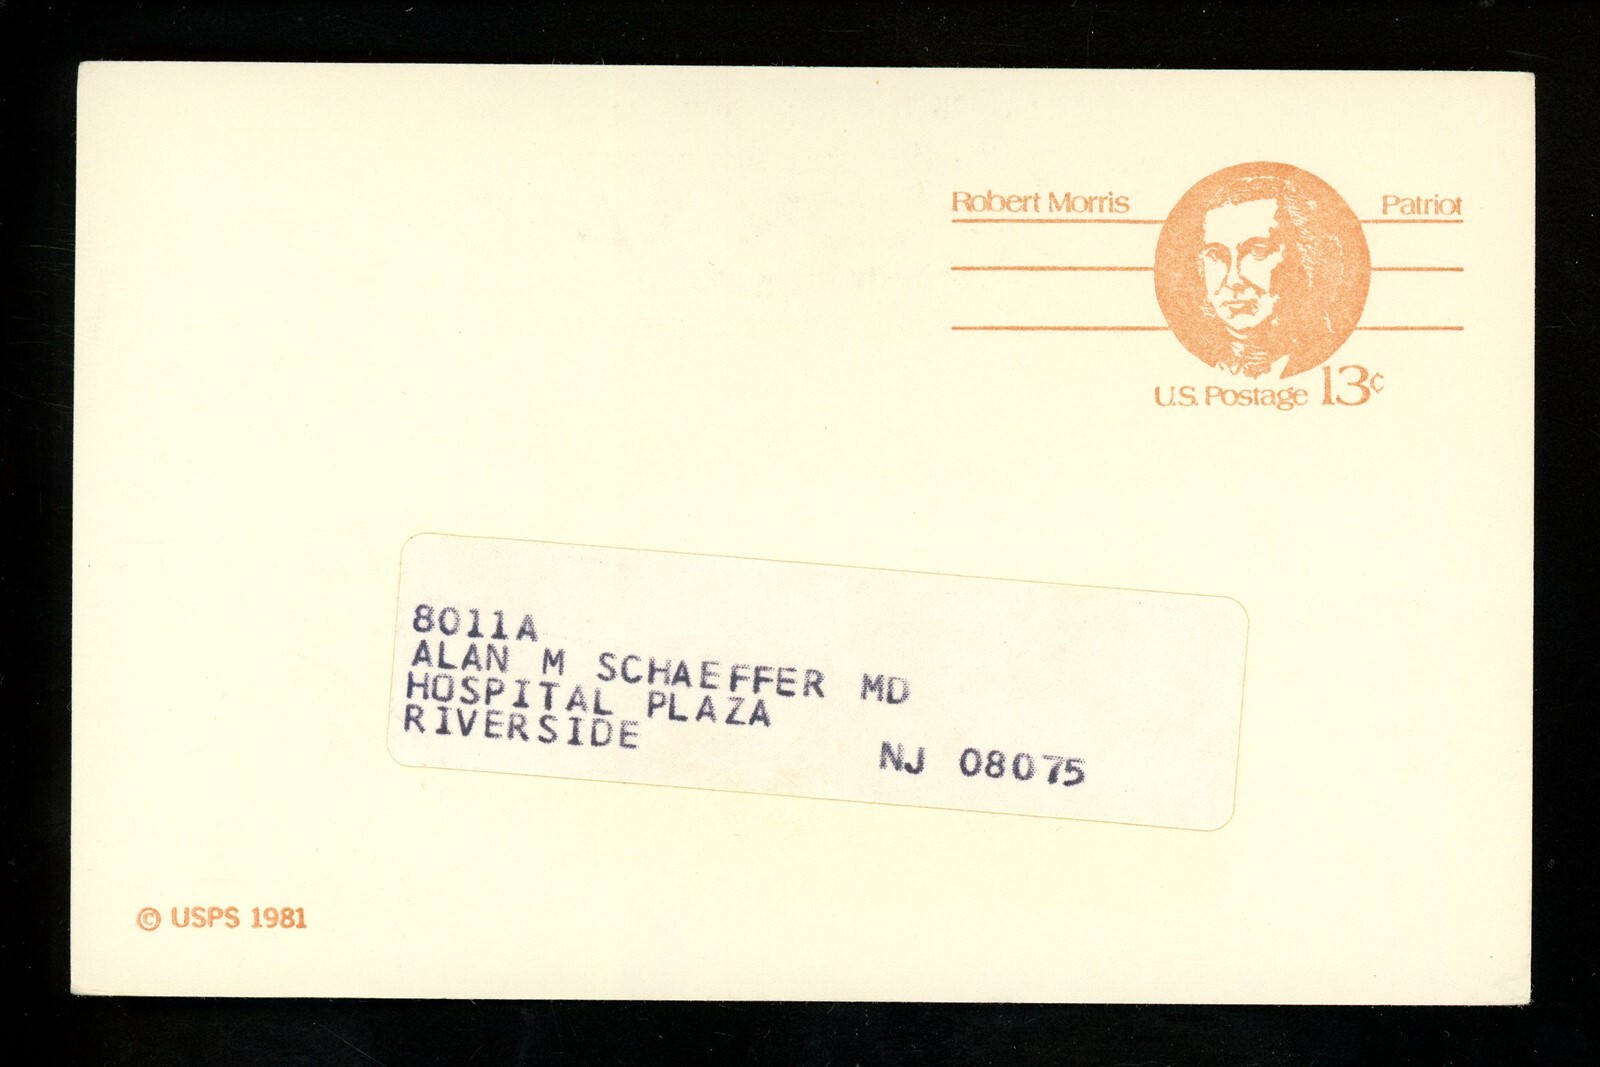 Robert Morris Patriot
U.S. Postage 13¢
8011A
ALAN M SCHAEFFER MD
HOSPITAL PLAZA
RIVERSIDE
NJ 08075
© USPS 1981